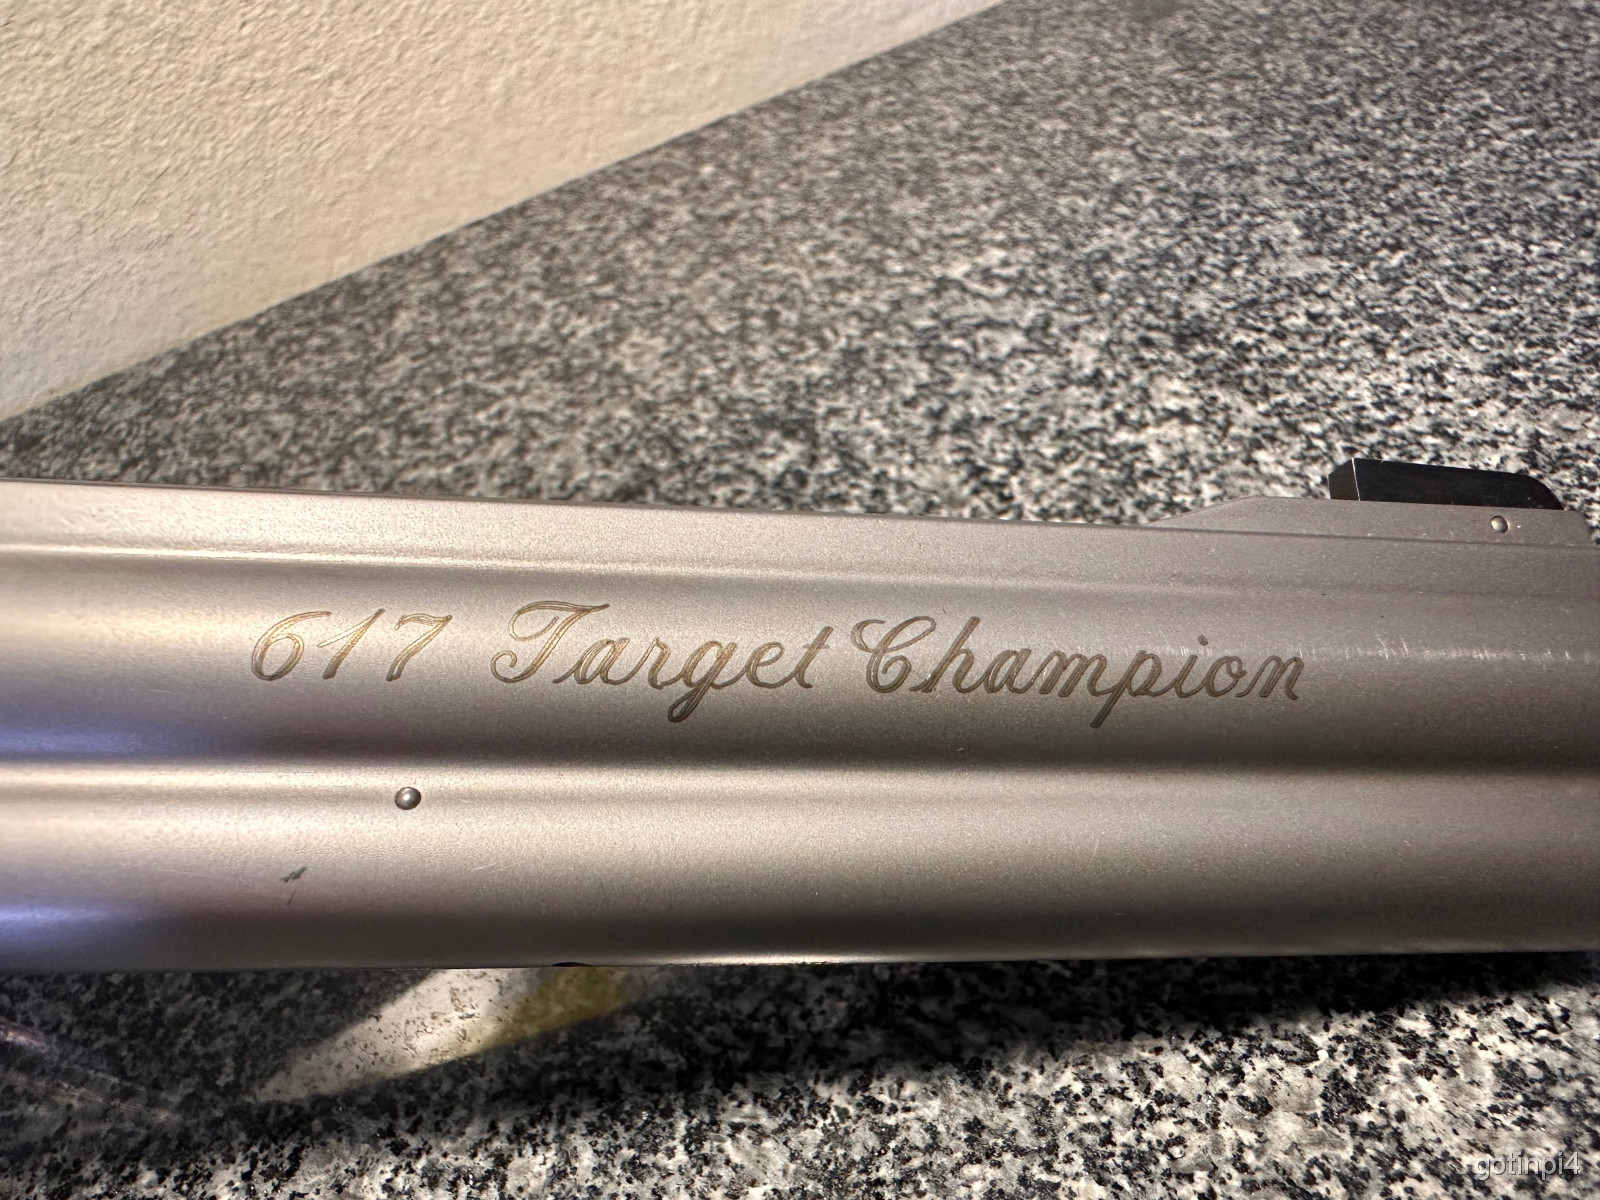 617 Target Champion
gotinpi4